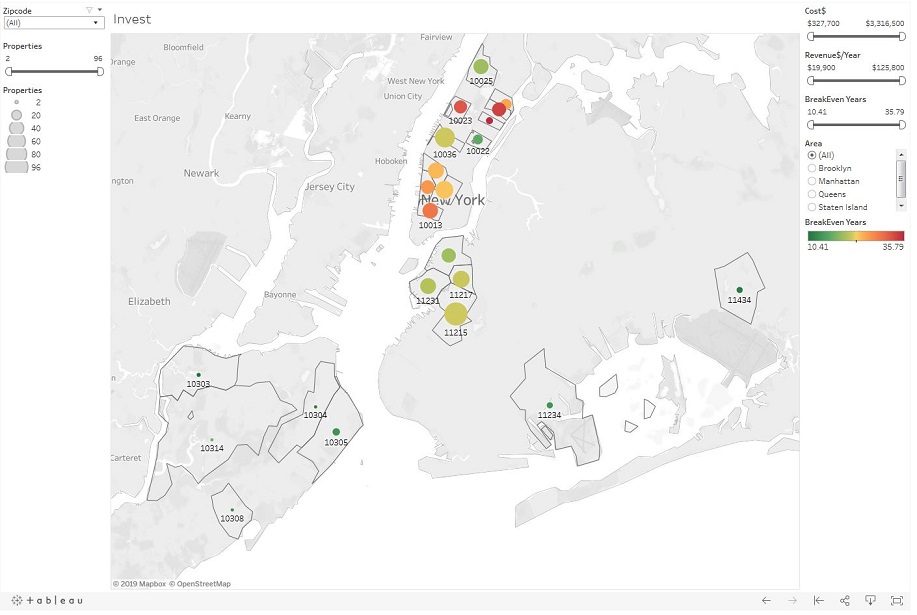 Zipcode
(All)
Properties
2 96
Properties
2
20
40
60
80
96
Invest
Fairview
Bloomfield
Orange
West New York
10025
Union City
10023
East Orange
Kearny
10036
10022
Hoboken
Newark
Jersey City
New York
10013
11231
11217
Elizabeth
Bayonne
11434
11215
10303
10304
11234
10305
10314
Carteret
10308
© 2019 Mapbox © OpenStreetMap
Cost$
$327,700 $3,316,500
Revenue$/Year
$19,900 $125,800
BreakEven Years
10.41 35.79
Area
(All)
Brooklyn
Manhattan
Queens
Staten Island
BreakEven Years
10.41 35.79
+ a b l e a u